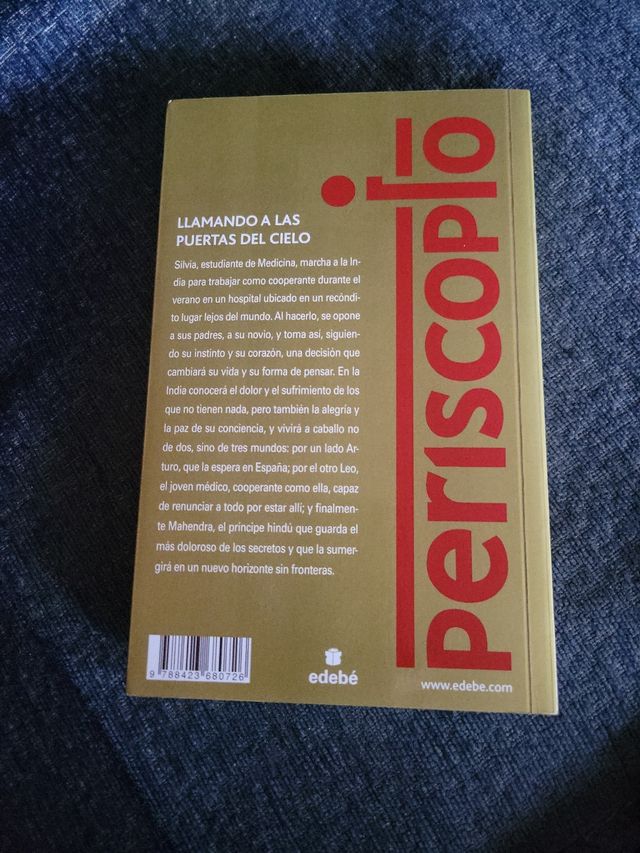 LLAMANDO A LAS
PUERTAS DEL CIELO
Silvia, estudiante de Medicina, marcha a la In-
dia para trabajar como cooperante durante el
verano en un hospital ubicado en un recóndi-
to lugar lejos del mundo. Al hacerlo, se opone
a sus padres, a su novio, y toma así, siguien-
do su instinto y su corazón, una decisión que
cambiará su vida y su forma de pensar. En la
India conocerá el dolor y el sufrimiento de los
que no tienen nada, pero también la alegría y
la paz de su conciencia, y vivirá a caballo no
de dos, sino de tres mundos: por un lado Ar-
turo, que la espera en España; por el otro Leo,
el joven médico, cooperante como ella, capaz
de renunciar a todo por estar allí; y finalmen-
te Mahendra, el príncipe hindú que guarda el
más doloroso de los secretos y que la sumer-
girá en un nuevo horizonte sin fronteras.
periscopio
9 788423 680726
edebé
www.edebe.com